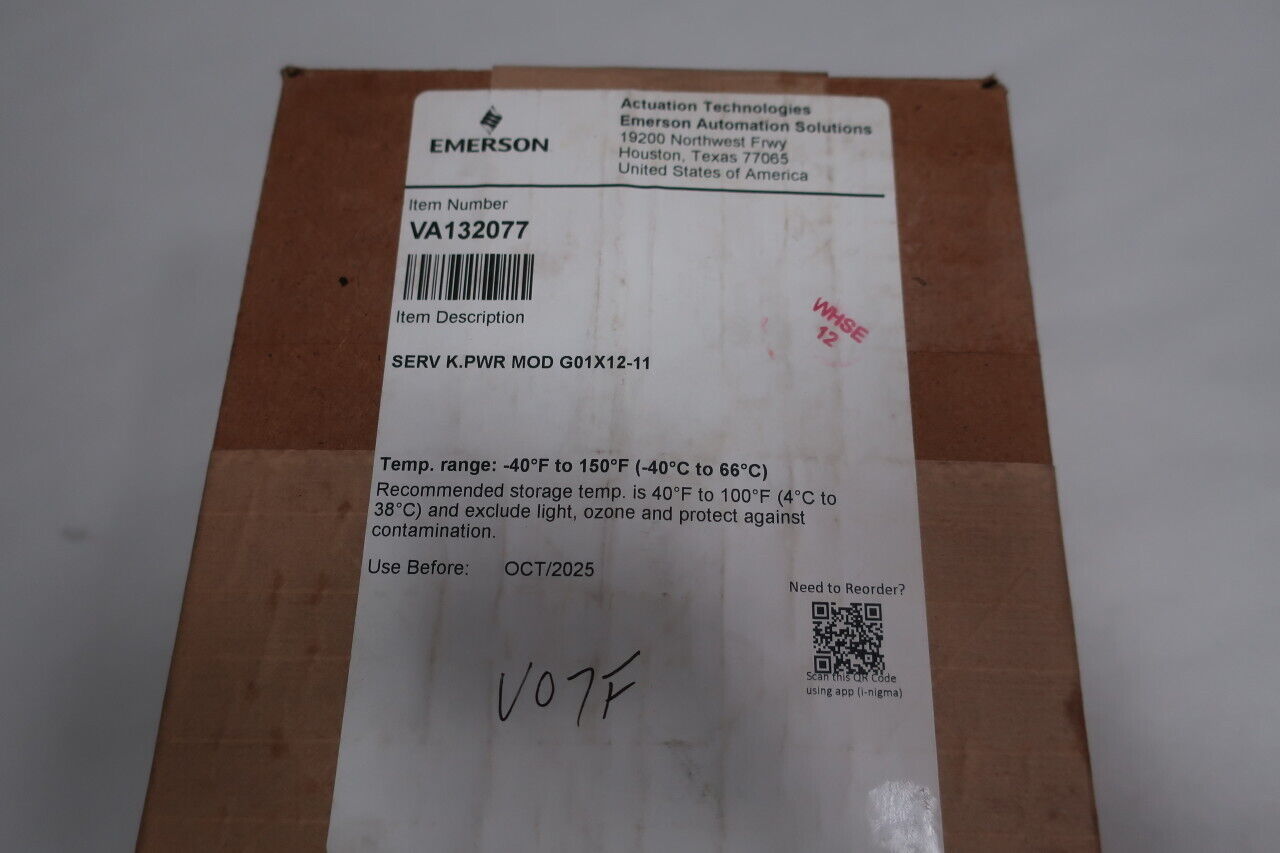 EMERSON
Actuation Technologies
Emerson Automation Solutions
19200 Northwest Frwy
Houston, Texas 77065
United States of America
Item Number
VA132077
Item Description
WHSE
12
SERV K.PWR MOD G01X12-11
Temp. range: -40°F to 150°F (-40°C to 66°C)
Recommended storage temp. is 40°F to 100°F (4°C to
38°C) and exclude light, ozone and protect against
contamination.
Use Before: OCT/2025
Need to Reorder?
Scan this QR Code
using app (i-nigma)
V07F